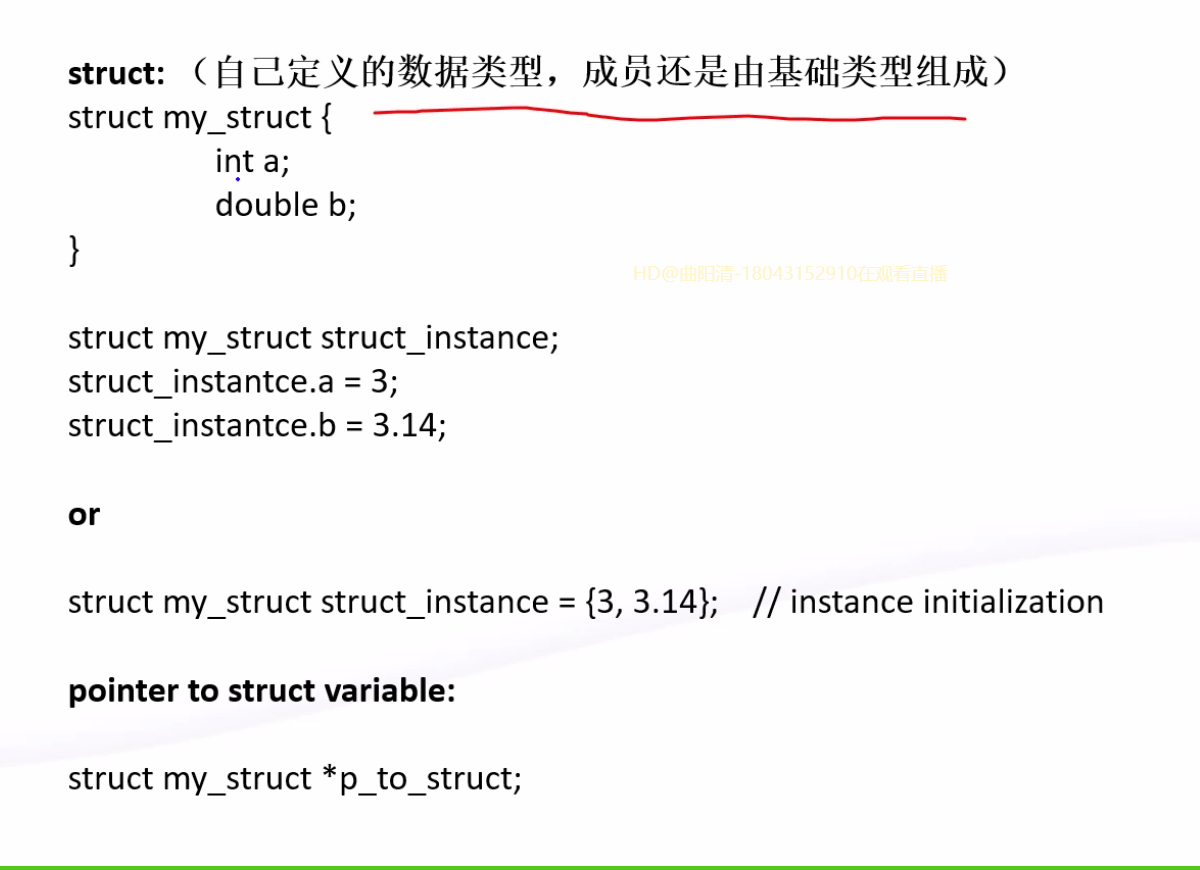 struct: （自己定义的数据类型，成员还是由基础类型组成）
struct my_struct {
int a;
double b;
}
HD@曲阳清-18043152910在观看直播
struct my_struct struct_instance;
struct_instantce.a = 3;
struct_instantce.b = 3.14;
or
struct my_struct struct_instance = {3, 3.14}; // instance initialization
pointer to struct variable:
struct my_struct *p_to_struct;